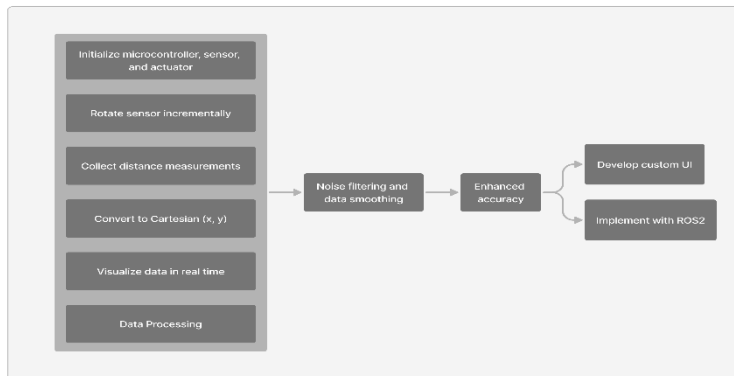 Initialize microcontroller, sensor,
and actuator
Rotate sensor incrementally
Collect distance measurements
Convert to Cartesian (x, y)
Visualize data in real time
Data Processing
Noise filtering and
data smoothing
Enhanced
accuracy
Develop custom UI
Implement with ROS2